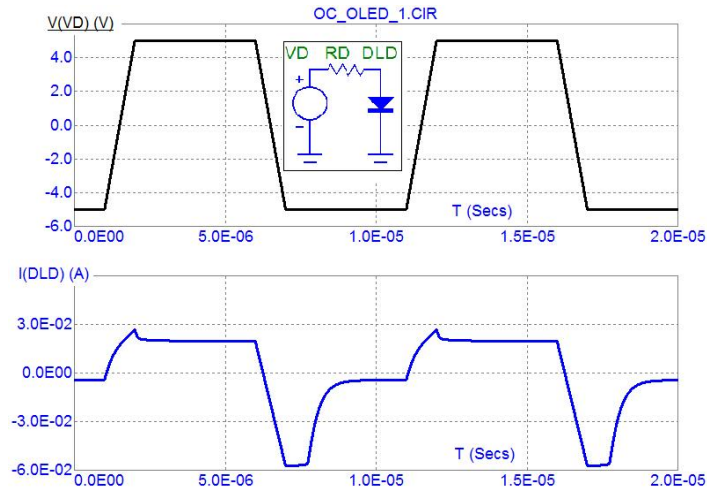 OC_OLED_1.CIR
V(VD) (V)
4.0
2.0
0.0
-2.0
-4.0
-6.0
VD RD DLD
+
-
T (Secs)
0.0E00 5.0E-06 1.0E-05 1.5E-05 2.0E-05
I(DLD) (A)
3.0E-02
0.0E00
-3.0E-02
-6.0E-02
T (Secs)
0.0E00 5.0E-06 1.0E-05 1.5E-05 2.0E-05